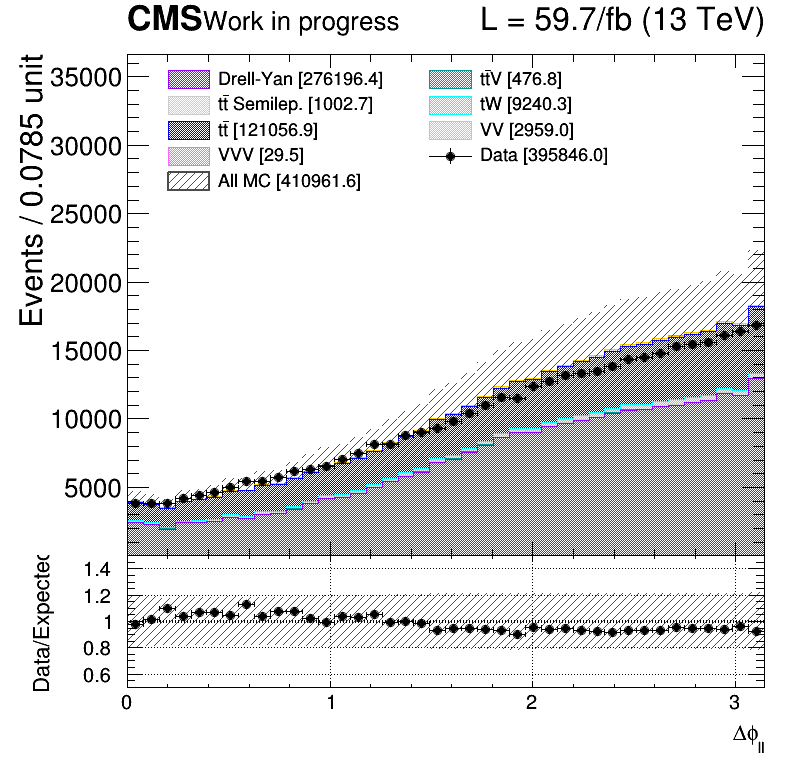 CMS Work in progress L = 59.7/fb (13 TeV)
Events / 0.0785 unit
35000
30000
25000
20000
15000
10000
5000
Drell-Yan [276196.4]
tt̄ Semilep. [1002.7]
tt̄ [121056.9]
VVV [29.5]
All MC [410961.6]
tt̄V [476.8]
tW [9240.3]
VV [2959.0]
Data [395846.0]
Data/Expected
1.4
1.2
1
0.8
0.6
0 1 2 3
Δϕ_ll